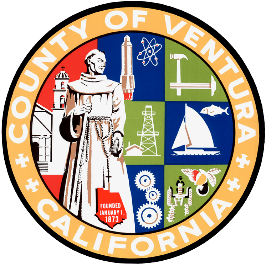 COUNTY OF VENTURA
FOUNDED
JANUARY 1,
1873
CALIFORNIA